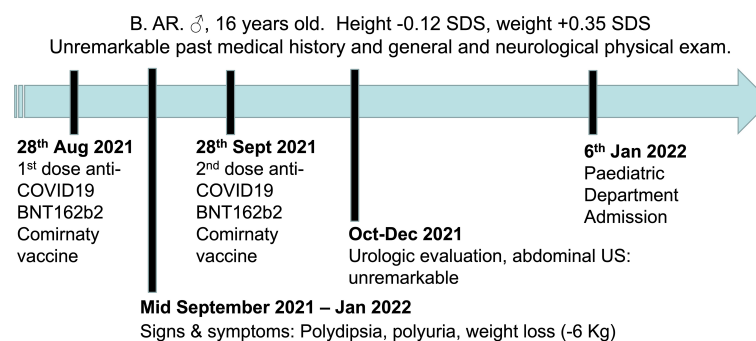 B. AR. ♂, 16 years old. Height -0.12 SDS, weight +0.35 SDS
Unremarkable past medical history and general and neurological physical exam.
28th Aug 2021
1st dose anti-
COVID19
BNT162b2
Comirnaty
vaccine
28th Sept 2021
2nd dose anti-
COVID19
BNT162b2
Comirnaty
vaccine
6th Jan 2022
Paediatric
Department
Admission
Oct-Dec 2021
Urologic evaluation, abdominal US:
unremarkable
Mid September 2021 – Jan 2022
Signs & symptoms: Polydipsia, polyuria, weight loss (-6 Kg)